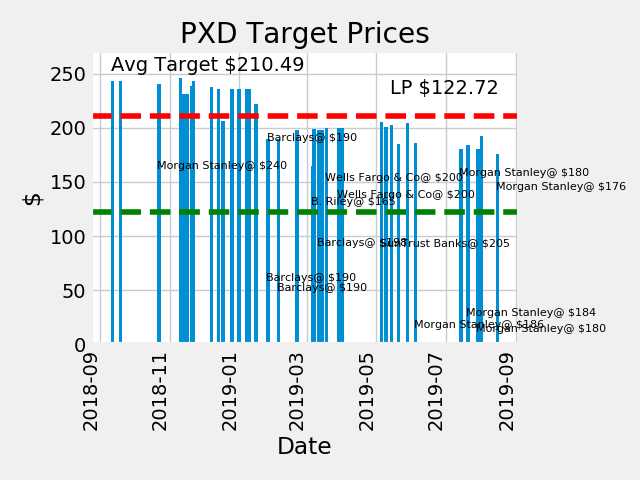 PXD Target Prices
Avg Target $210.49
LP $122.72
250
200
150
100
50
0
$
Barclays@ $190
Morgan Stanley@ $240
Wells Fargo & Co@ $200
Morgan Stanley@ $180
Morgan Stanley@ $176
Wells Fargo & Co@ $200
B. Riley@ $165
Barclays@ $198
SunTrust Banks@ $205
Barclays@ $190
Barclays@ $190
Morgan Stanley@ $184
Morgan Stanley@ $186
Morgan Stanley@ $180
2018-09
2018-11
2019-01
2019-03
2019-05
2019-07
2019-09
Date